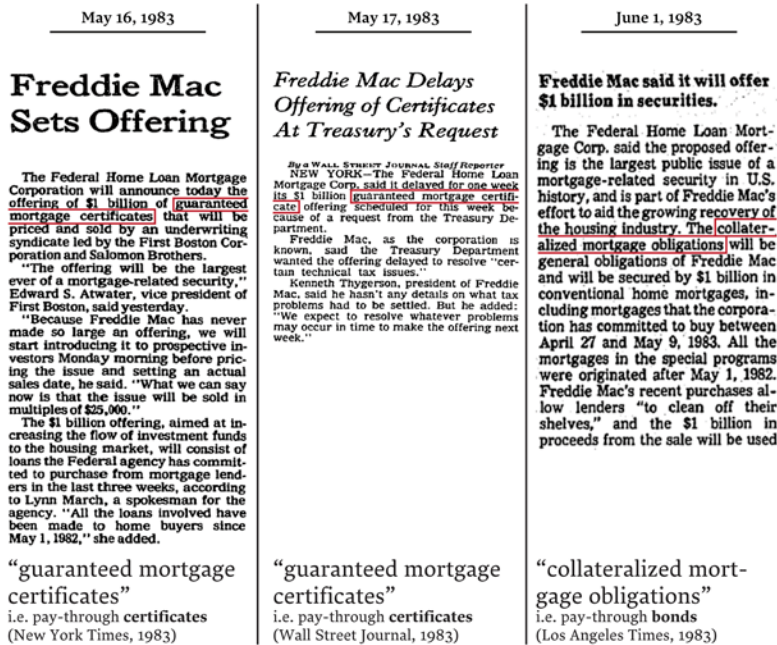 May 16, 1983
Freddie Mac
Sets Offering
The Federal Home Loan Mortgage
Corporation will announce today the
offering of $1 billion of guaranteed
mortgage certificates that will be
priced and sold by an underwriting
syndicate led by the First Boston Cor-
poration and Salomon Brothers.
"The offering will be the largest
ever of a mortgage-related security,"
Edward S. Atwater, vice president of
First Boston, said yesterday.
"Because Freddie Mac has never
made so large an offering, we will
start introducing it to prospective in-
vestors Monday morning before pric-
ing the issue and setting an actual
sales date, he said. "What we can say
now is that the issue will be sold in
multiples of $25,000."
The $1 billion offering, aimed at in-
creasing the flow of investment funds
to the housing market, will consist of
loans the Federal agency has commit-
ted to purchase from mortgage lend-
ers in the last three weeks, according
to Lynn March, a spokesman for the
agency. "All the loans involved have
been made to home buyers since
May 1, 1982," she added.
"guaranteed mortgage
certificates"
i.e. pay-through certificates
(New York Times, 1983)
May 17, 1983
Freddie Mac Delays
Offering of Certificates
At Treasury's Request
By a WALL STREET JOURNAL Staff Reporter
NEW YORK—The Federal Home Loan
Mortgage Corp. said it delayed for one week
its $1 billion guaranteed mortgage certifi-
cate offering scheduled for this week be-
cause of a request from the Treasury De-
partment.
Freddie Mac, as the corporation is
known, said the Treasury Department
wanted the offering delayed to resolve "cer-
tain technical tax issues."
Kenneth Thygerson, president of Freddie
Mac, said he hasn't any details on what tax
problems had to be settled. But he added:
"We expect to resolve whatever problems
may occur in time to make the offering next
week."
"guaranteed mortgage
certificates"
i.e. pay-through certificates
(Wall Street Journal, 1983)
June 1, 1983
Freddie Mac said it will offer
$1 billion in securities.
The Federal Home Loan Mort-
gage Corp. said the proposed offer-
ing is the largest public issue of a
mortgage-related security in U.S.
history, and is part of Freddie Mac's
effort to aid the growing recovery of
the housing industry. The collater-
alized mortgage obligations will be
general obligations of Freddie Mac
and will be secured by $1 billion in
conventional home mortgages, in-
cluding mortgages that the corpora-
tion has committed to buy between
April 27 and May 9, 1983. All the
mortgages in the special programs
were originated after May 1, 1982.
Freddie Mac's recent purchases al-
low lenders "to clean off their
shelves," and the $1 billion in
proceeds from the sale will be used
"collateralized mort-
gage obligations"
i.e. pay-through bonds
(Los Angeles Times, 1983)